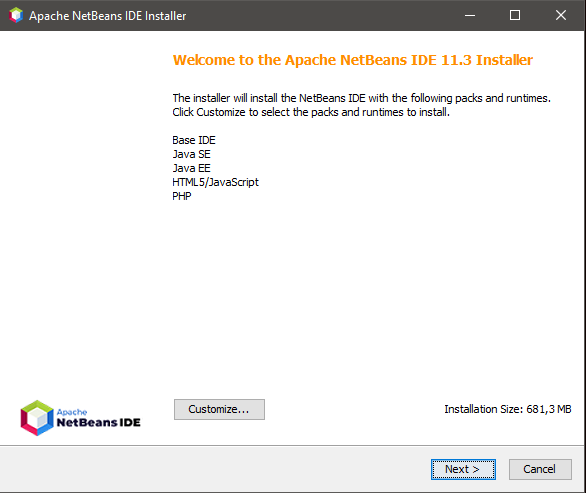 Apache NetBeans IDE Installer
Welcome to the Apache NetBeans IDE 11.3 Installer
The installer will install the NetBeans IDE with the following packs and runtimes.
Click Customize to select the packs and runtimes to install.
Base IDE
Java SE
Java EE
HTML5/JavaScript
PHP
Apache
NetBeans IDE
Customize...
Installation Size: 681,3 MB
Next >
Cancel